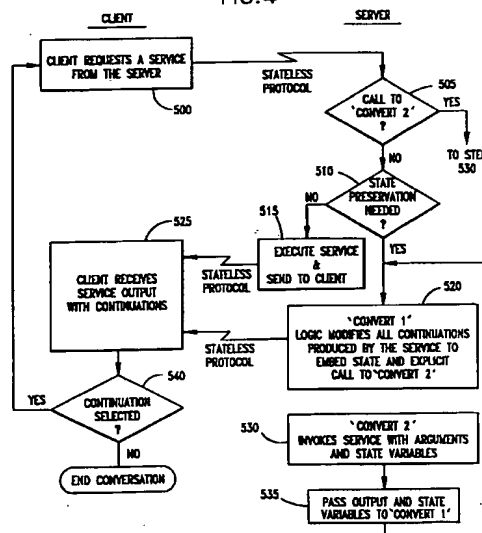 FIG.4
CLIENT
SERVER
CLIENT REQUESTS A SERVICE
FROM THE SERVER
500
STATELESS
PROTOCOL
505
CALL TO
'CONVERT 2'
?
YES
TO STEP
530
NO
510
STATE
PRESERVATION
NEEDED
?
NO
YES
515
EXECUTE SERVICE
&
SEND TO CLIENT
STATELESS
PROTOCOL
525
CLIENT RECEIVES
SERVICE OUTPUT
WITH CONTINUATIONS
520
'CONVERT 1'
LOGIC MODIFIES ALL CONTINUATIONS
PRODUCED BY THE SERVICE TO
EMBED STATE AND EXPLICIT
CALL TO 'CONVERT 2'
STATELESS
PROTOCOL
540
YES
CONTINUATION
SELECTED
?
NO
END CONVERSATION
530
'CONVERT 2'
INVOKES SERVICE WITH ARGUMENTS
AND STATE VARIABLES
535
PASS OUTPUT AND STATE
VARIABLES TO 'CONVERT 1'